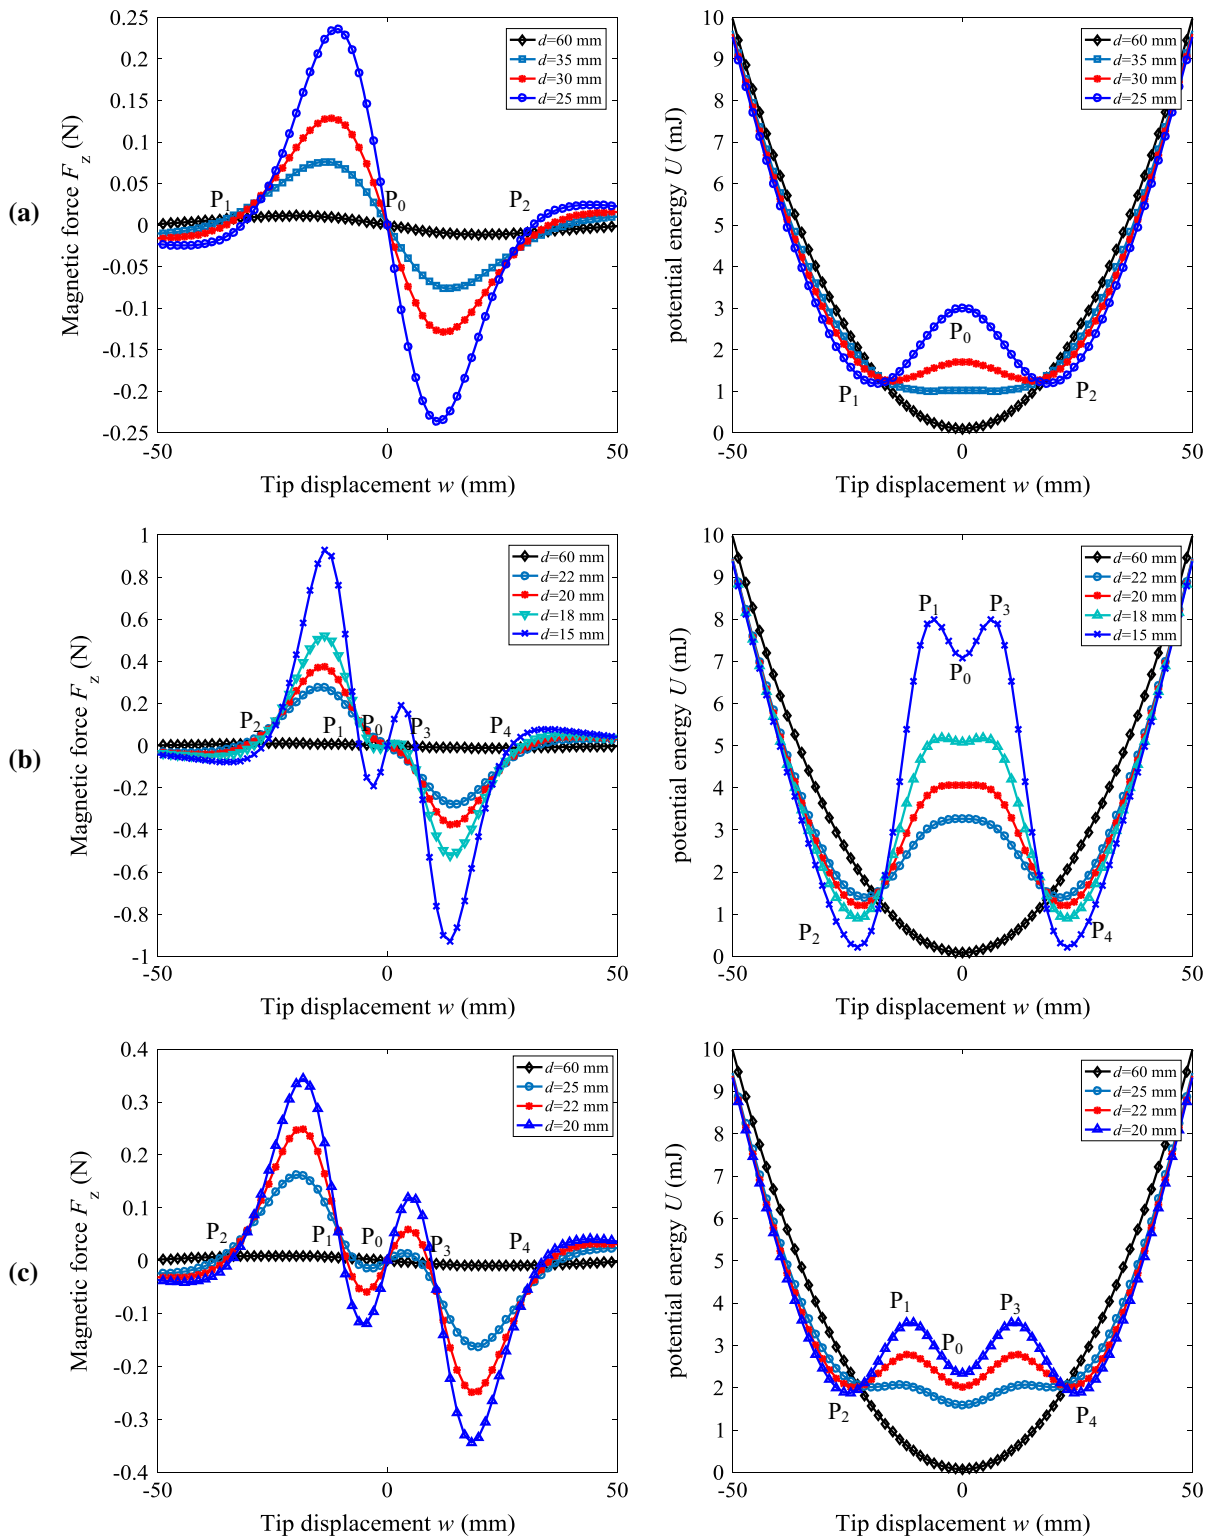 (a)
Magnetic force F_z (N)
0.25
0.2
0.15
0.1
0.05
0
-0.05
-0.1
-0.15
-0.2
-0.25
-50
0
50
Tip displacement w (mm)
d=60 mm
d=35 mm
d=30 mm
d=25 mm
P1
P0
P2
potential energy U (mJ)
10
9
8
7
6
5
4
3
2
1
0
-50
0
50
Tip displacement w (mm)
d=60 mm
d=35 mm
d=30 mm
d=25 mm
P0
P1
P2
(b)
Magnetic force F_z (N)
1
0.8
0.6
0.4
0.2
0
-0.2
-0.4
-0.6
-0.8
-1
-50
0
50
Tip displacement w (mm)
d=60 mm
d=22 mm
d=20 mm
d=18 mm
d=15 mm
P2
P1
P0
P3
P4
potential energy U (mJ)
10
9
8
7
6
5
4
3
2
1
0
-50
0
50
Tip displacement w (mm)
d=60 mm
d=22 mm
d=20 mm
d=18 mm
d=15 mm
P1
P3
P0
P2
P4
(c)
Magnetic force F_z (N)
0.4
0.3
0.2
0.1
0
-0.1
-0.2
-0.3
-0.4
-50
0
50
Tip displacement w (mm)
d=60 mm
d=25 mm
d=22 mm
d=20 mm
P2
P1
P0
P3
P4
potential energy U (mJ)
10
9
8
7
6
5
4
3
2
1
0
-50
0
50
Tip displacement w (mm)
d=60 mm
d=25 mm
d=22 mm
d=20 mm
P1
P3
P0
P2
P4